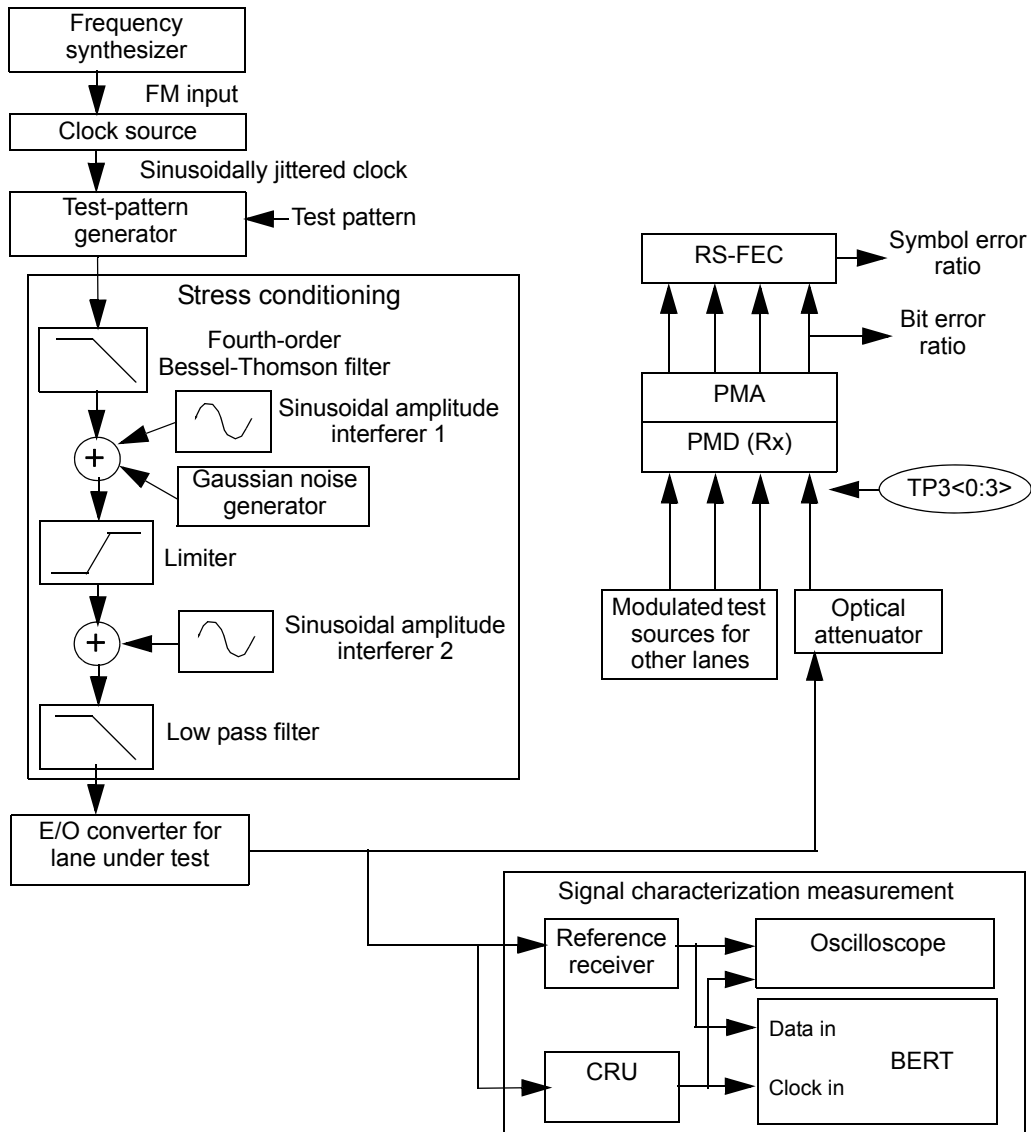 Frequency
synthesizer
FM input
Clock source
Sinusoidally jittered clock
Test-pattern
generator
Test pattern
Stress conditioning
Fourth-order
Bessel-Thomson filter
Sinusoidal amplitude
interferer 1
+
Gaussian noise
generator
Limiter
+
Sinusoidal amplitude
interferer 2
Low pass filter
E/O converter for
lane under test
RS-FEC
Symbol error
ratio
Bit error
ratio
PMA
PMD (Rx)
TP3<0:3>
Modulated test
sources for
other lanes
Optical
attenuator
Signal characterization measurement
Reference
receiver
Oscilloscope
CRU
Data in
BERT
Clock in